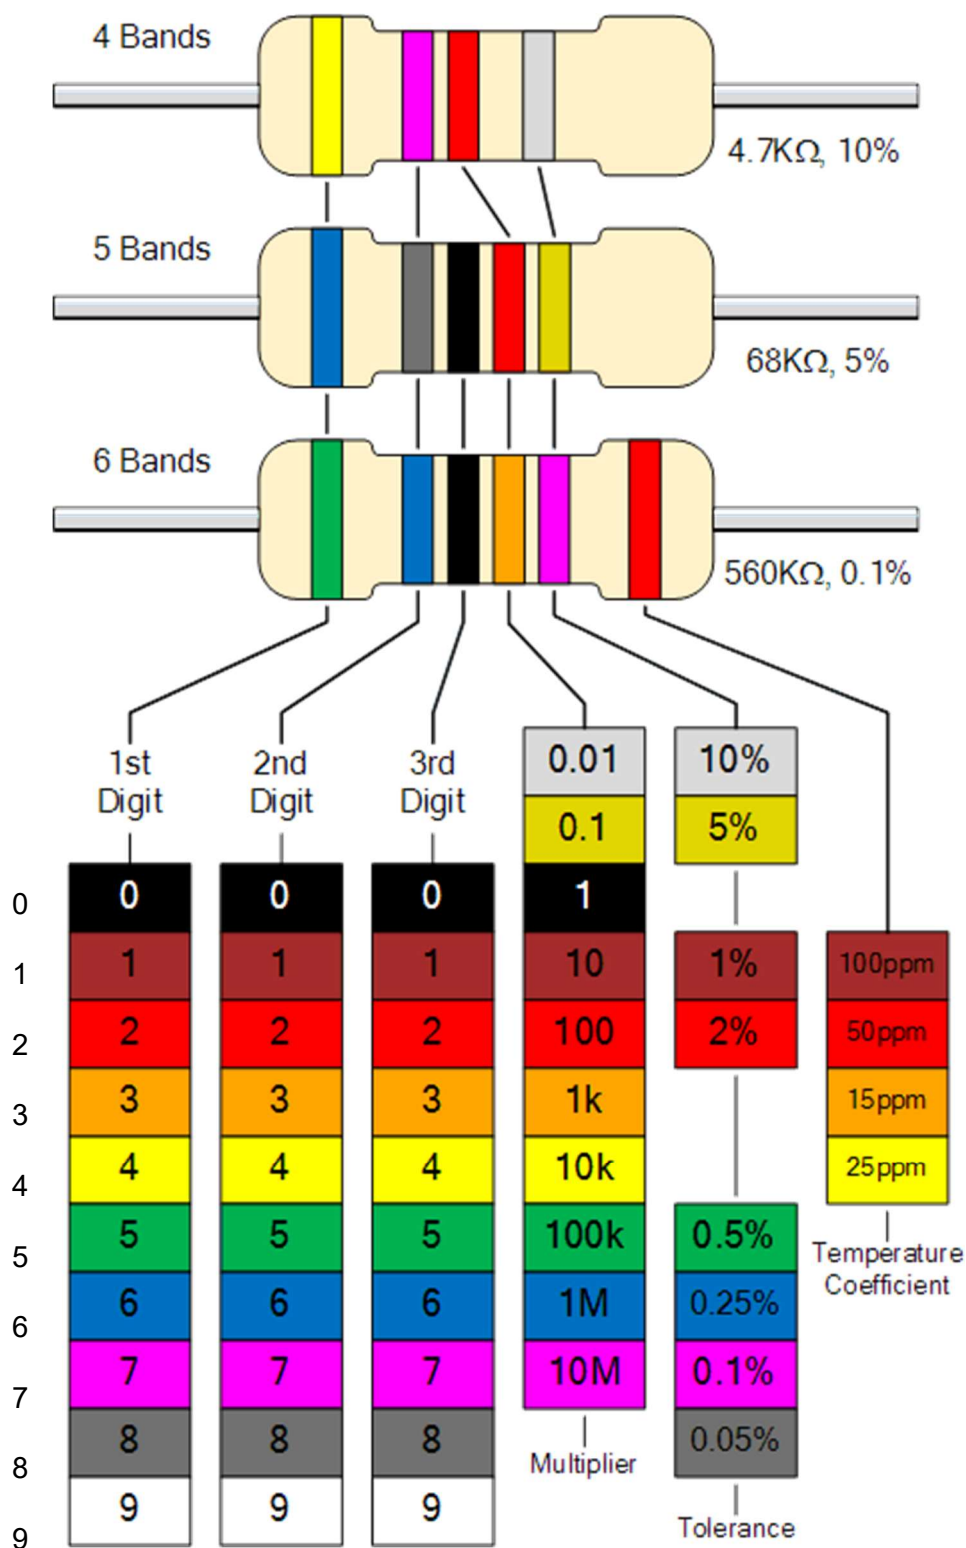 4 Bands
4.7KΩ, 10%
5 Bands
68KΩ, 5%
6 Bands
560KΩ, 0.1%
1st
Digit
2nd
Digit
3rd
Digit
0.01
10%
0.1
5%
0 0 0 0 1
1 1 1 1 10 1% 100ppm
2 2 2 2 100 2% 50ppm
3 3 3 3 1k 15ppm
4 4 4 4 10k 25ppm
5 5 5 5 100k 0.5%
Temperature
Coefficient
6 6 6 6 1M 0.25%
7 7 7 7 10M 0.1%
8 8 8 8 0.05%
Multiplier
9 9 9 9
Tolerance